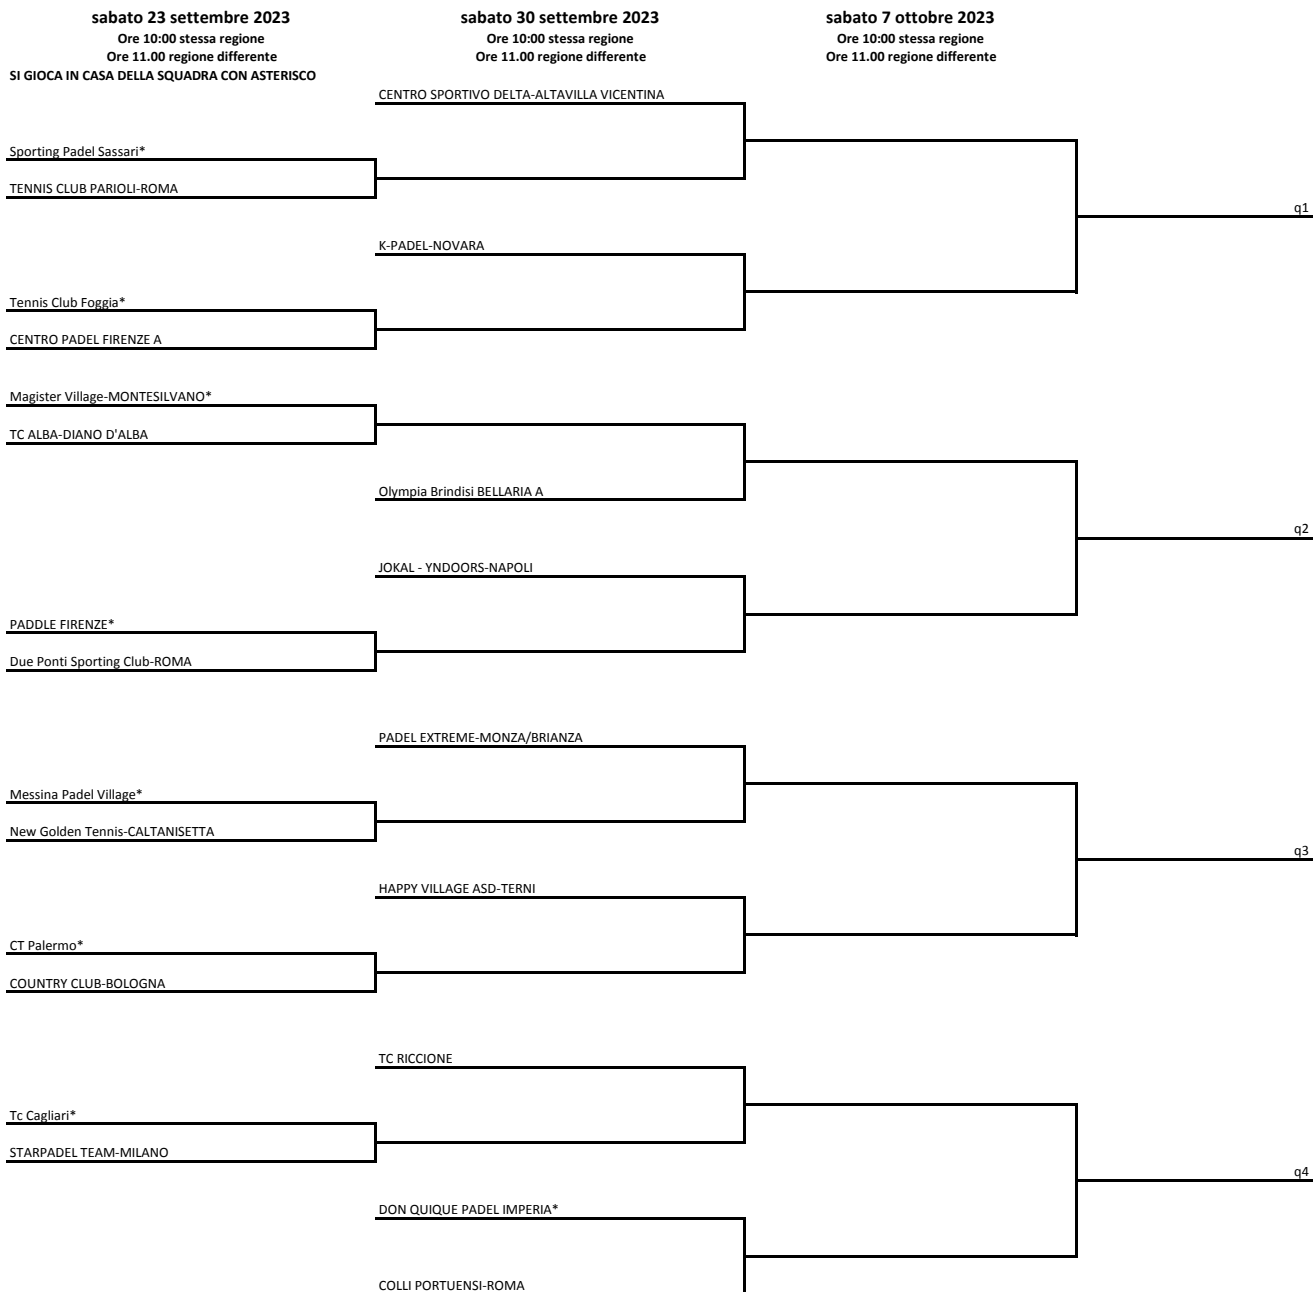 sabato 23 settembre 2023
sabato 30 settembre 2023
sabato 7 ottobre 2023
Ore 10:00 stessa regione
Ore 10:00 stessa regione
Ore 10:00 stessa regione
Ore 11.00 regione differente
Ore 11.00 regione differente
Ore 11.00 regione differente
SI GIOCA IN CASA DELLA SQUADRA CON ASTERISCO
CENTRO SPORTIVO DELTA-ALTAVILLA VICENTINA
Sporting Padel Sassari*
TENNIS CLUB PARIOLI-ROMA
q1
K-PADEL-NOVARA
Tennis Club Foggia*
CENTRO PADEL FIRENZE A
Magister Village-MONTESILVANO*
TC ALBA-DIANO D'ALBA
Olympia Brindisi BELLARIA A
q2
JOKAL - YNDOORS-NAPOLI
PADDLE FIRENZE*
Due Ponti Sporting Club-ROMA
PADEL EXTREME-MONZA/BRIANZA
Messina Padel Village*
New Golden Tennis-CALTANISETTA
q3
HAPPY VILLAGE ASD-TERNI
CT Palermo*
COUNTRY CLUB-BOLOGNA
TC RICCIONE
Tc Cagliari*
STARPADEL TEAM-MILANO
q4
DON QUIQUE PADEL IMPERIA*
COLLI PORTUENSI-ROMA